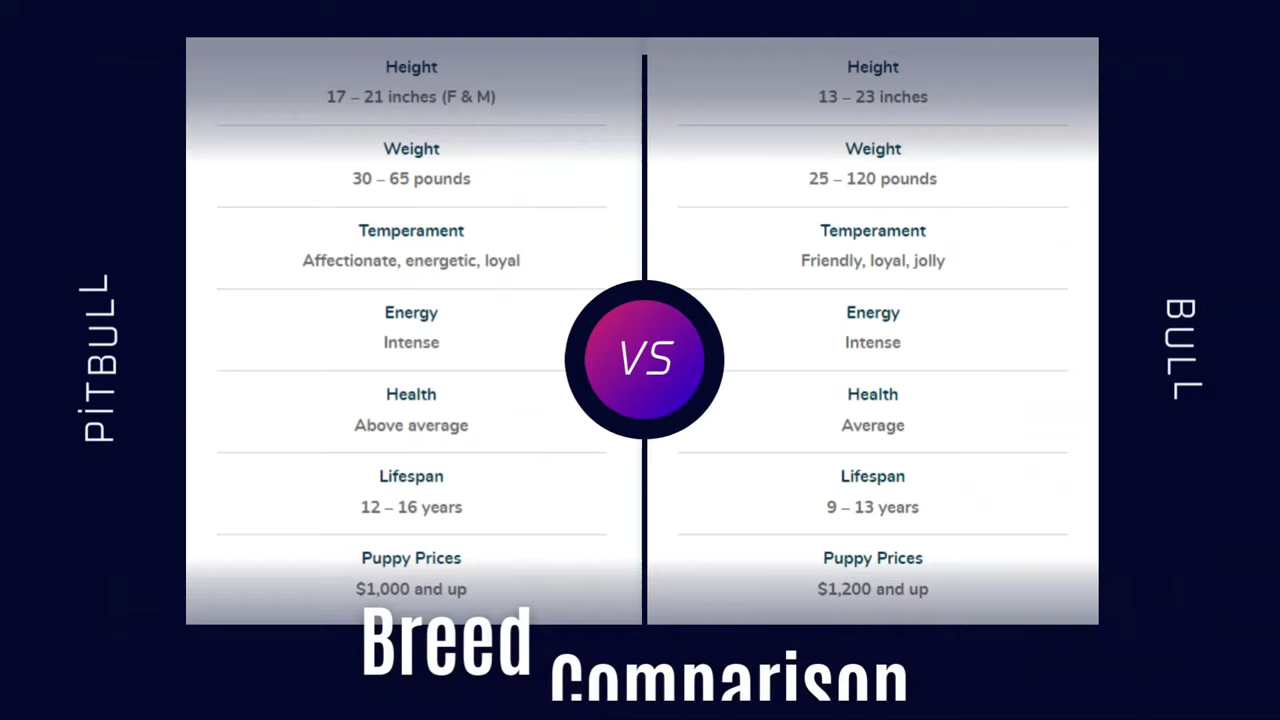 PİTBULL
Height
17 – 21 inches (F & M)
Weight
30 – 65 pounds
Temperament
Affectionate, energetic, loyal
Energy
Intense
Health
Above average
Lifespan
12 – 16 years
Puppy Prices
$1,000 and up
VS
Height
13 – 23 inches
Weight
25 – 120 pounds
Temperament
Friendly, loyal, jolly
Energy
Intense
Health
Average
Lifespan
9 – 13 years
Puppy Prices
$1,200 and up
BULL
Breed
Comparison